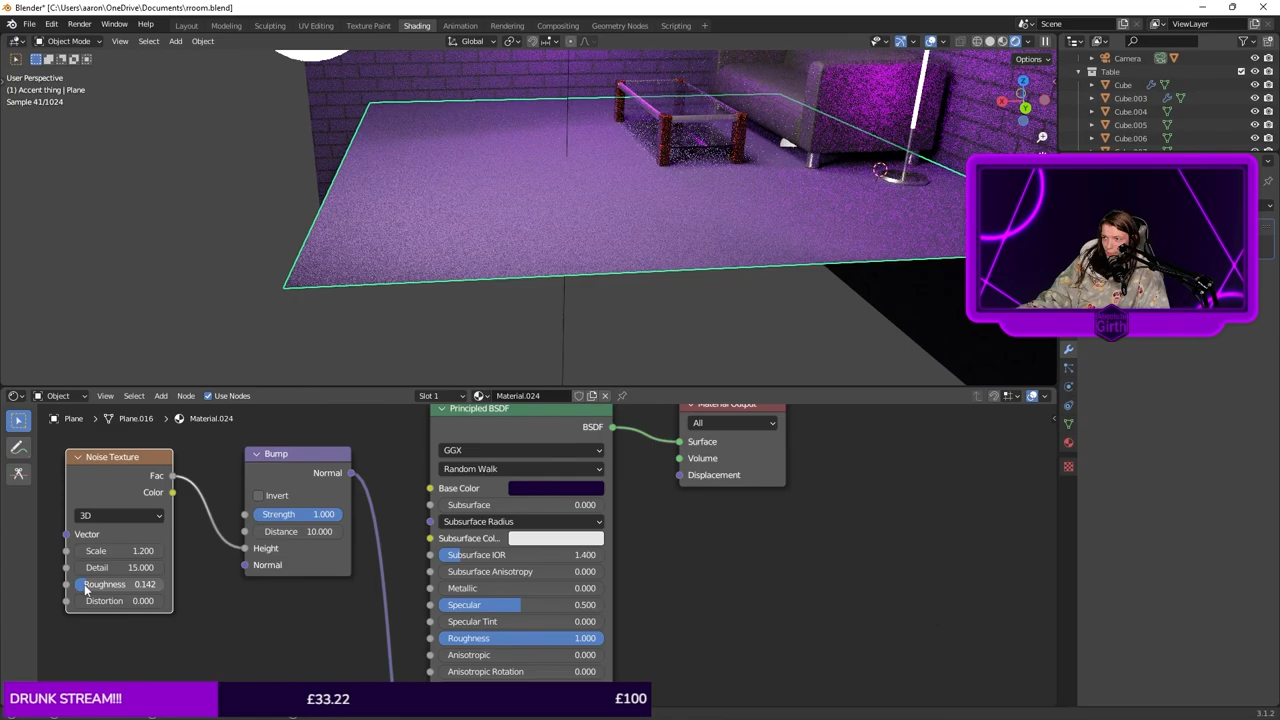 Blender* [C:\Users\aaron\OneDrive\Documents\rroom.blend]
File Edit Render Window Help Layout Modeling Sculpting UV Editing Texture Paint Shading Animation Rendering Compositing Geometry Nodes Scripting + Scene ViewLayer
Object Mode View Select Add Object Global
Options
User Perspective
(1) Accent thing | Plane
Sample 41/1024
X
Y
Z
Camera
Table
Cube
Cube.003
Cube.004
Cube.005
Cube.006
Girth
Object View Select Add Node Use Nodes Slot 1 Material.024
Plane > Plane.016 > Material.024
Noise Texture
Fac
Color
3D
Vector
Scale 1.200
Detail 15.000
Roughness 0.142
Distortion 0.000
Bump
Normal
Invert
Strength 1.000
Distance 10.000
Height
Normal
Principled BSDF
BSDF
GGX
Random Walk
Base Color
Subsurface 0.000
Subsurface Radius
Subsurface Col...
Subsurface IOR 1.400
Subsurface Anisotropy 0.000
Metallic 0.000
Specular 0.500
Specular Tint 0.000
Roughness 1.000
Anisotropic 0.000
Anisotropic Rotation 0.000
Material Output
All
Surface
Volume
Displacement
DRUNK STREAM!!! £33.22 £100
3.1.2